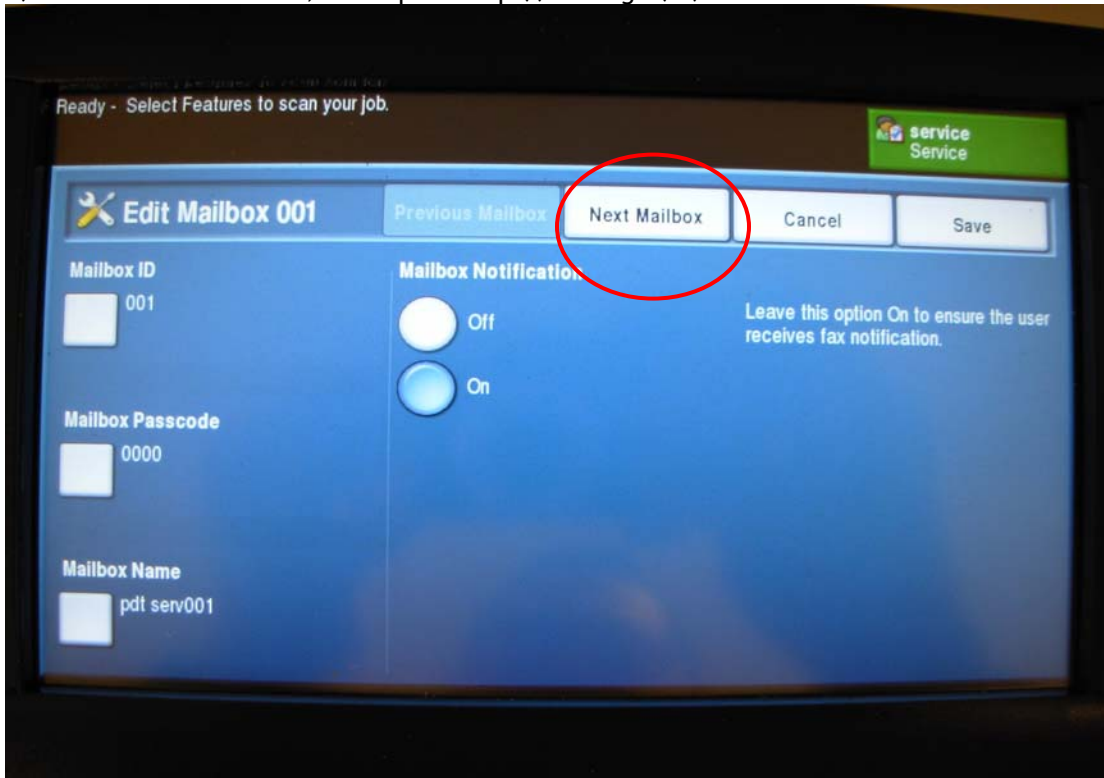 Ready - Select Features to scan your job.
service
Service
Edit Mailbox 001
Previous Mailbox
Next Mailbox
Cancel
Save
Mailbox ID
001
Mailbox Passcode
0000
Mailbox Name
pdt serv001
Mailbox Notification
Off
On
Leave this option On to ensure the user
receives fax notification.